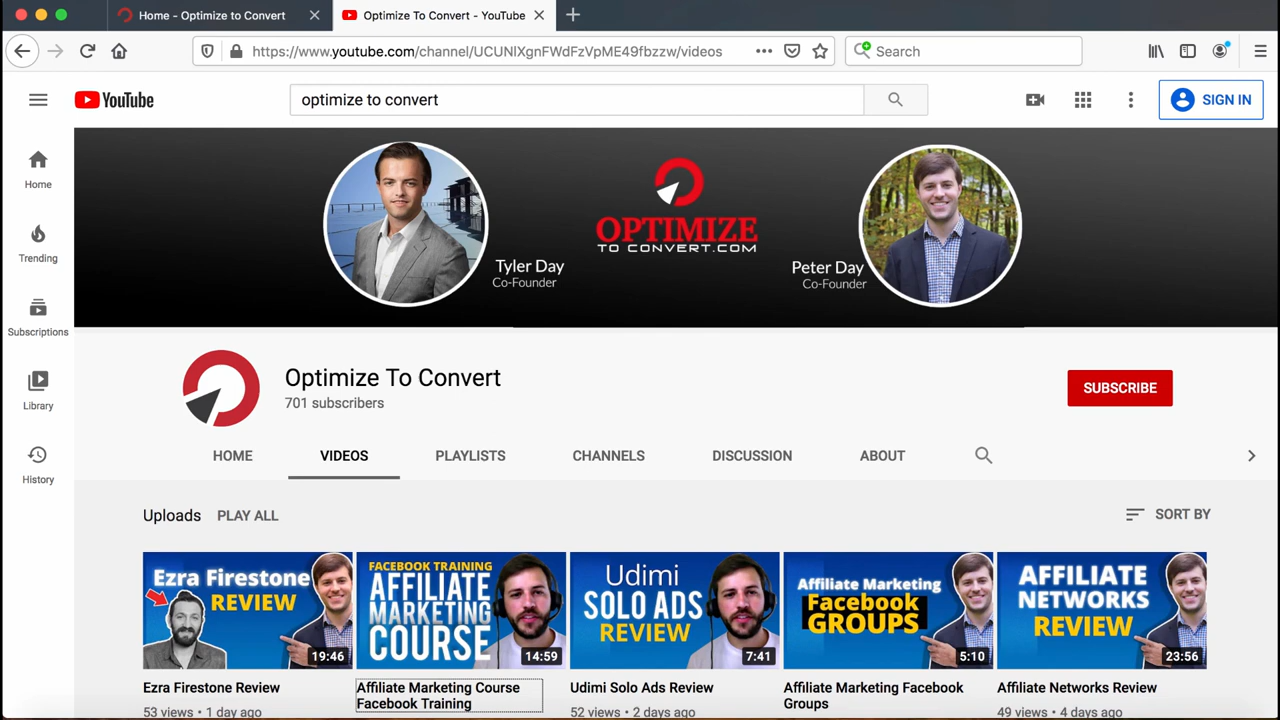 Home - Optimize to Convert
Optimize To Convert - YouTube
https://www.youtube.com/channel/UCUNIXgnFWdFzVpME49fbzzw/videos
Search
YouTube
optimize to convert
SIGN IN
Home
Trending
Subscriptions
Library
History
Tyler Day
Co-Founder
OPTIMIZE
TO CONVERT.COM
Peter Day
Co-Founder
Optimize To Convert
701 subscribers
SUBSCRIBE
HOME
VIDEOS
PLAYLISTS
CHANNELS
DISCUSSION
ABOUT
Uploads
PLAY ALL
SORT BY
Ezra Firestone
REVIEW
19:46
FACEBOOK TRAINING
AFFILIATE
MARKETING
COURSE
14:59
Udimi
SOLO ADS
REVIEW
7:41
Affiliate Marketing
Facebook
GROUPS
5:10
AFFILIATE
NETWORKS
REVIEW
23:56
Ezra Firestone Review
53 views • 1 day ago
Affiliate Marketing Course
Facebook Training
Udimi Solo Ads Review
52 views • 2 days ago
Affiliate Marketing Facebook
Groups
Affiliate Networks Review
49 views • 4 days ago